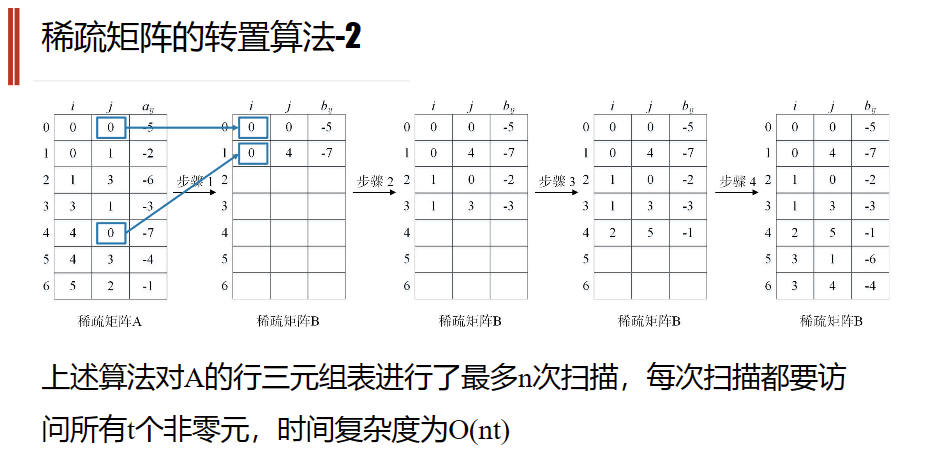 稀疏矩阵的转置算法-2
i j aij i j bij i j bij i j bij i j bij
0 0 0 -5 0 0 0 -5 0 0 0 -5 0 0 0 -5 0 0 0 -5
1 0 1 -2 1 0 4 -7 1 0 4 -7 1 0 4 -7 1 0 4 -7
2 1 3 -6 步骤 1 2 步骤 2 2 1 0 -2 步骤 3 2 1 0 -2 步骤 4 2 1 0 -2
3 3 1 -3 3 3 1 3 -3 3 1 3 -3 3 1 3 -3
4 4 0 -7 4 4 4 2 5 -1 4 2 5 -1
5 4 3 -4 5 5 5 5 3 1 -6
6 5 2 -1 6 6 6 6 3 4 -4
稀疏矩阵A 稀疏矩阵B 稀疏矩阵B 稀疏矩阵B 稀疏矩阵B
上述算法对A的行三元组表进行了最多n次扫描，每次扫描都要访
问所有t个非零元，时间复杂度为O(nt)